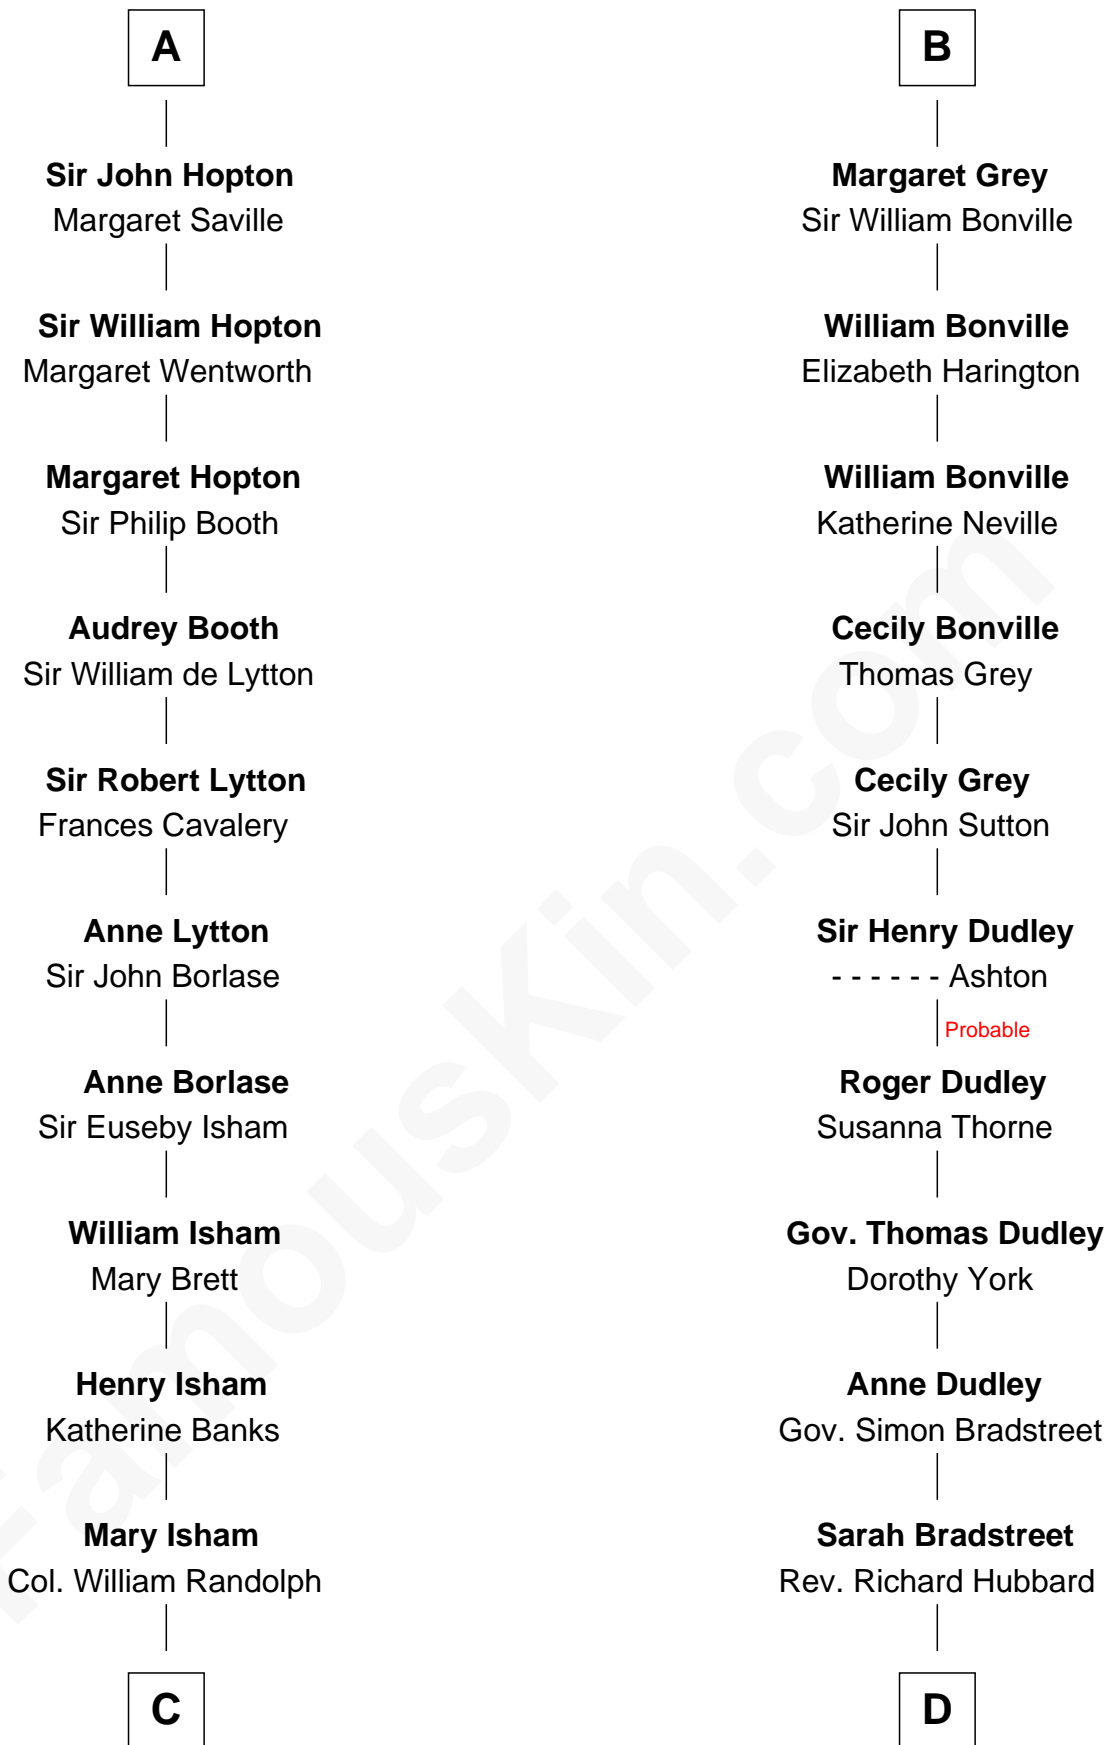 A
Sir John Hopton
Margaret Saville
Sir William Hopton
Margaret Wentworth
Margaret Hopton
Sir Philip Booth
Audrey Booth
Sir William de Lytton
Sir Robert Lytton
Frances Cavalery
Anne Lytton
Sir John Borlase
Anne Borlase
Sir Euseby Isham
William Isham
Mary Brett
Henry Isham
Katherine Banks
Mary Isham
Col. William Randolph
C
B
Margaret Grey
Sir William Bonville
William Bonville
Elizabeth Harington
William Bonville
Katherine Neville
Cecily Bonville
Thomas Grey
Cecily Grey
Sir John Sutton
Sir Henry Dudley
- - - - - - Ashton
Probable
Roger Dudley
Susanna Thorne
Gov. Thomas Dudley
Dorothy York
Anne Dudley
Gov. Simon Bradstreet
Sarah Bradstreet
Rev. Richard Hubbard
D
FamousKin.com